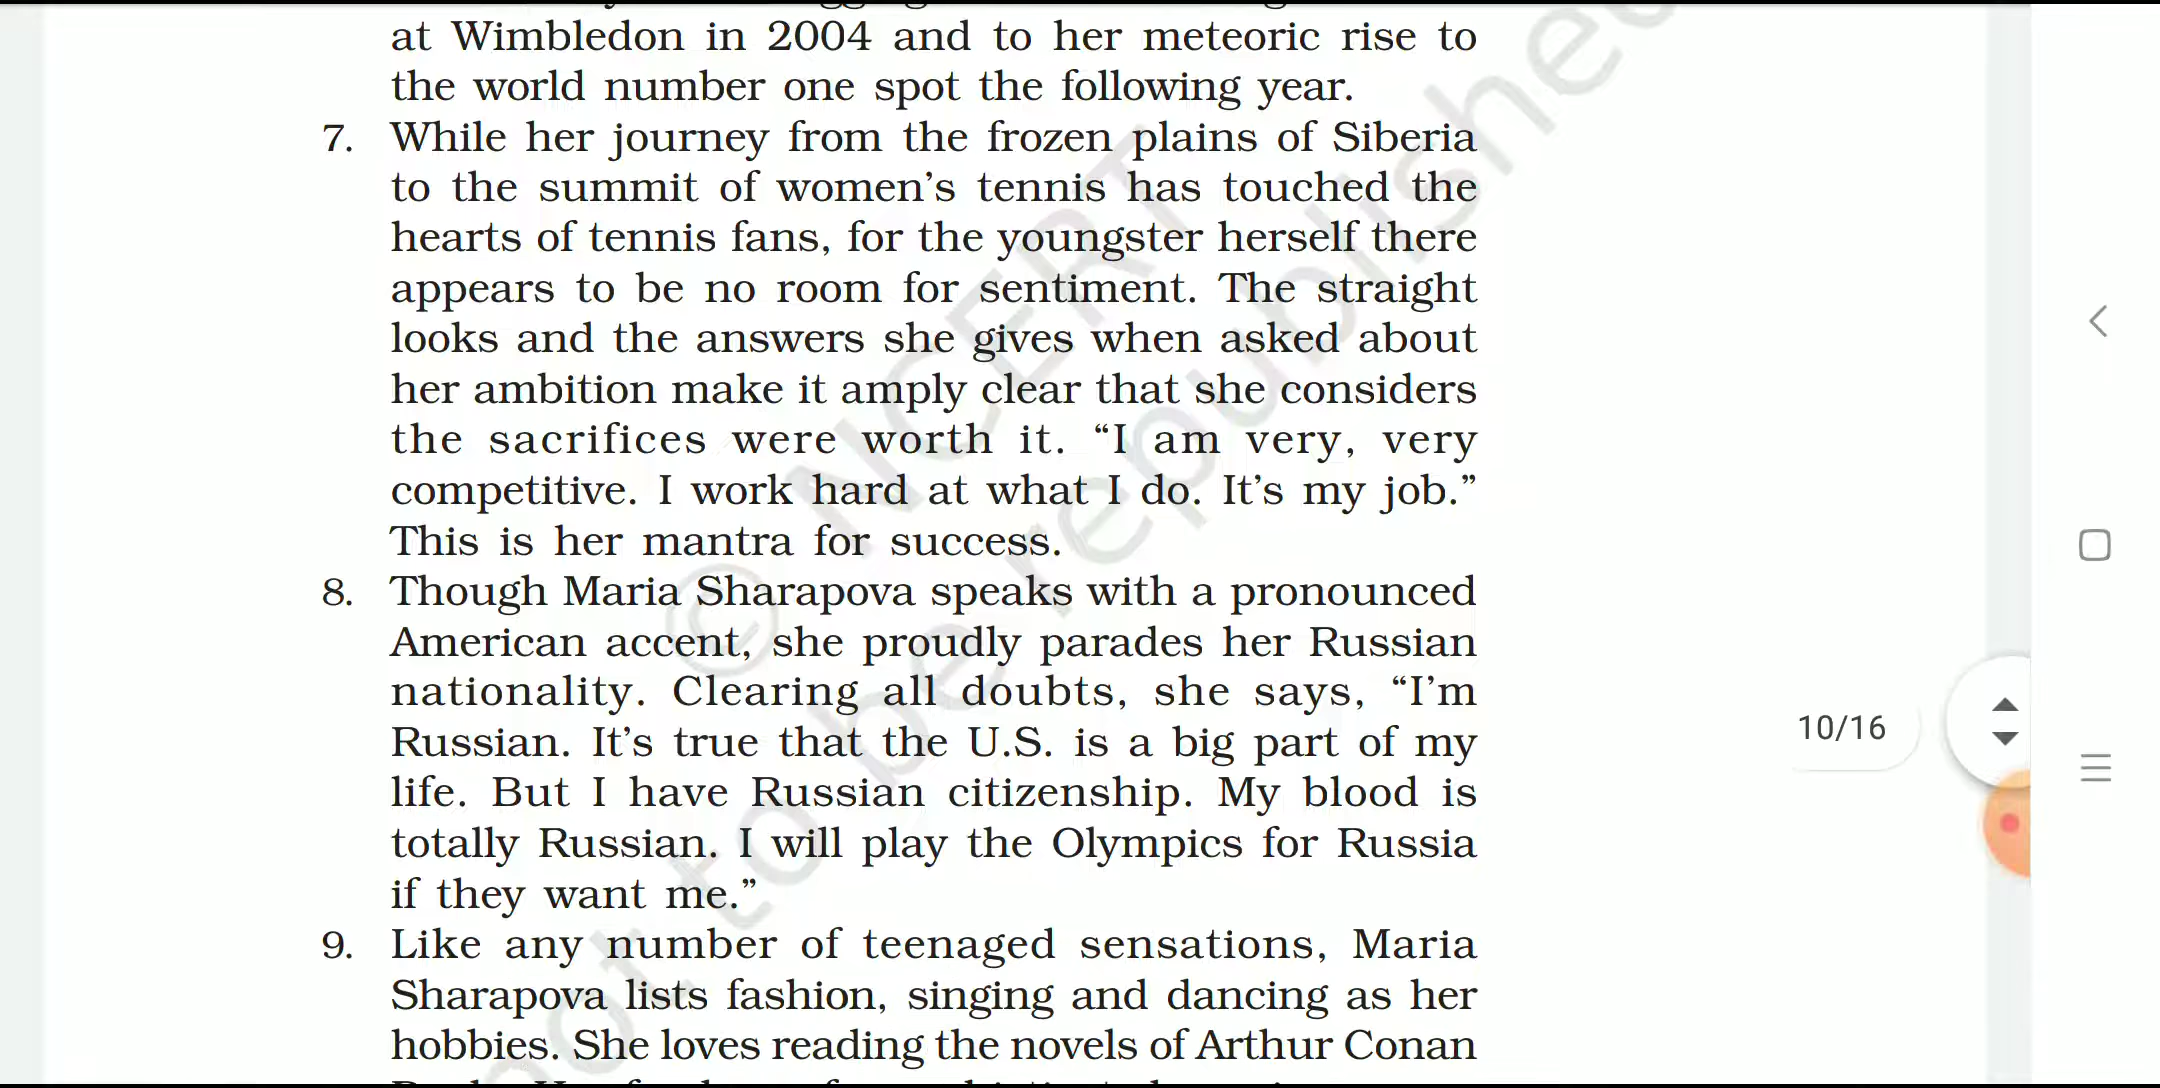 at Wimbledon in 2004 and to her meteoric rise to
the world number one spot the following year.
7. While her journey from the frozen plains of Siberia
to the summit of women’s tennis has touched the
hearts of tennis fans, for the youngster herself there
appears to be no room for sentiment. The straight
looks and the answers she gives when asked about
her ambition make it amply clear that she considers
the sacrifices were worth it. “I am very, very
competitive. I work hard at what I do. It’s my job.”
This is her mantra for success.
8. Though Maria Sharapova speaks with a pronounced
American accent, she proudly parades her Russian
nationality. Clearing all doubts, she says, “I’m
Russian. It’s true that the U.S. is a big part of my
life. But I have Russian citizenship. My blood is
totally Russian. I will play the Olympics for Russia
if they want me.”
9. Like any number of teenaged sensations, Maria
Sharapova lists fashion, singing and dancing as her
hobbies. She loves reading the novels of Arthur Conan
10/16
© NCERT
not to be republished